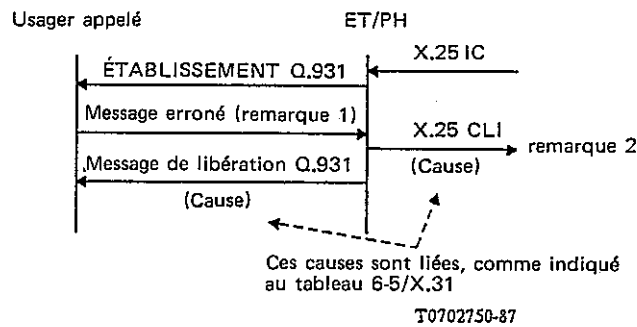 Usager appelé
ET/PH
X.25 IC
ÉTABLISSEMENT Q.931
Message erroné (remarque 1)
X.25 CLI
remarque 2
Message de libération Q.931
(Cause)
(Cause)
Ces causes sont liées, comme indiqué
au tableau 6-5/X.31
T0702750-87